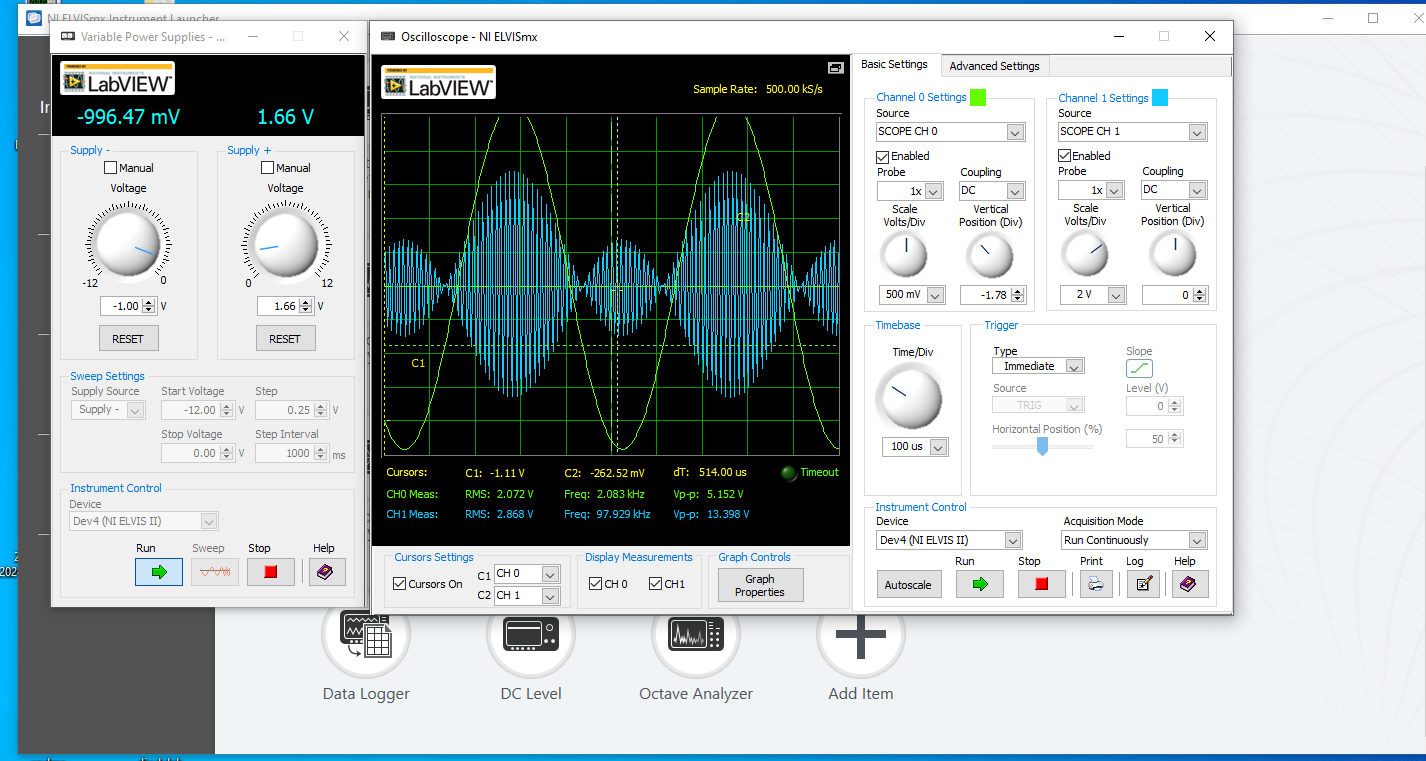 NI ELVISmx Instrument Launcher
Variable Power Supplies - ...
POWERED BY
NATIONAL INSTRUMENTS
LabVIEW™
-996.47 mV
1.66 V
Supply -
Manual
Voltage
-12
0
-1.00
V
RESET
Supply +
Manual
Voltage
0
12
1.66
V
RESET
Sweep Settings
Supply Source
Supply -
Start Voltage
-12.00
V
Step
0.25
V
Stop Voltage
0.00
V
Step Interval
1000
ms
Instrument Control
Device
Dev4 (NI ELVIS II)
Run
Sweep
Stop
Help
Oscilloscope - NI ELVISmx
POWERED BY
NATIONAL INSTRUMENTS
LabVIEW™
Sample Rate: 500.00 kS/s
C2
C1
Cursors: C1: -1.11 V C2: -262.52 mV dT: 514.00 us
Timeout
CH0 Meas: RMS: 2.072 V Freq: 2.083 kHz Vp-p: 5.152 V
CH1 Meas: RMS: 2.868 V Freq: 97.929 kHz Vp-p: 13.398 V
Cursors Settings
Cursors On
C1 CH 0
C2 CH 1
Display Measurements
CH 0
CH1
Graph Controls
Graph
Properties
Basic Settings
Advanced Settings
Channel 0 Settings
Source
SCOPE CH 0
Enabled
Probe
1x
Coupling
DC
Scale
Volts/Div
500 mV
Vertical
Position (Div)
-1.78
Channel 1 Settings
Source
SCOPE CH 1
Enabled
Probe
1x
Coupling
DC
Scale
Volts/Div
2 V
Vertical
Position (Div)
0
Timebase
Time/Div
100 us
Trigger
Type
Immediate
Slope
Source
TRIG
Level (V)
0
Horizontal Position (%)
50
Instrument Control
Device
Dev4 (NI ELVIS II)
Acquisition Mode
Run Continuously
Autoscale
Run
Stop
Print
Log
Help
Data Logger
DC Level
Octave Analyzer
Add Item